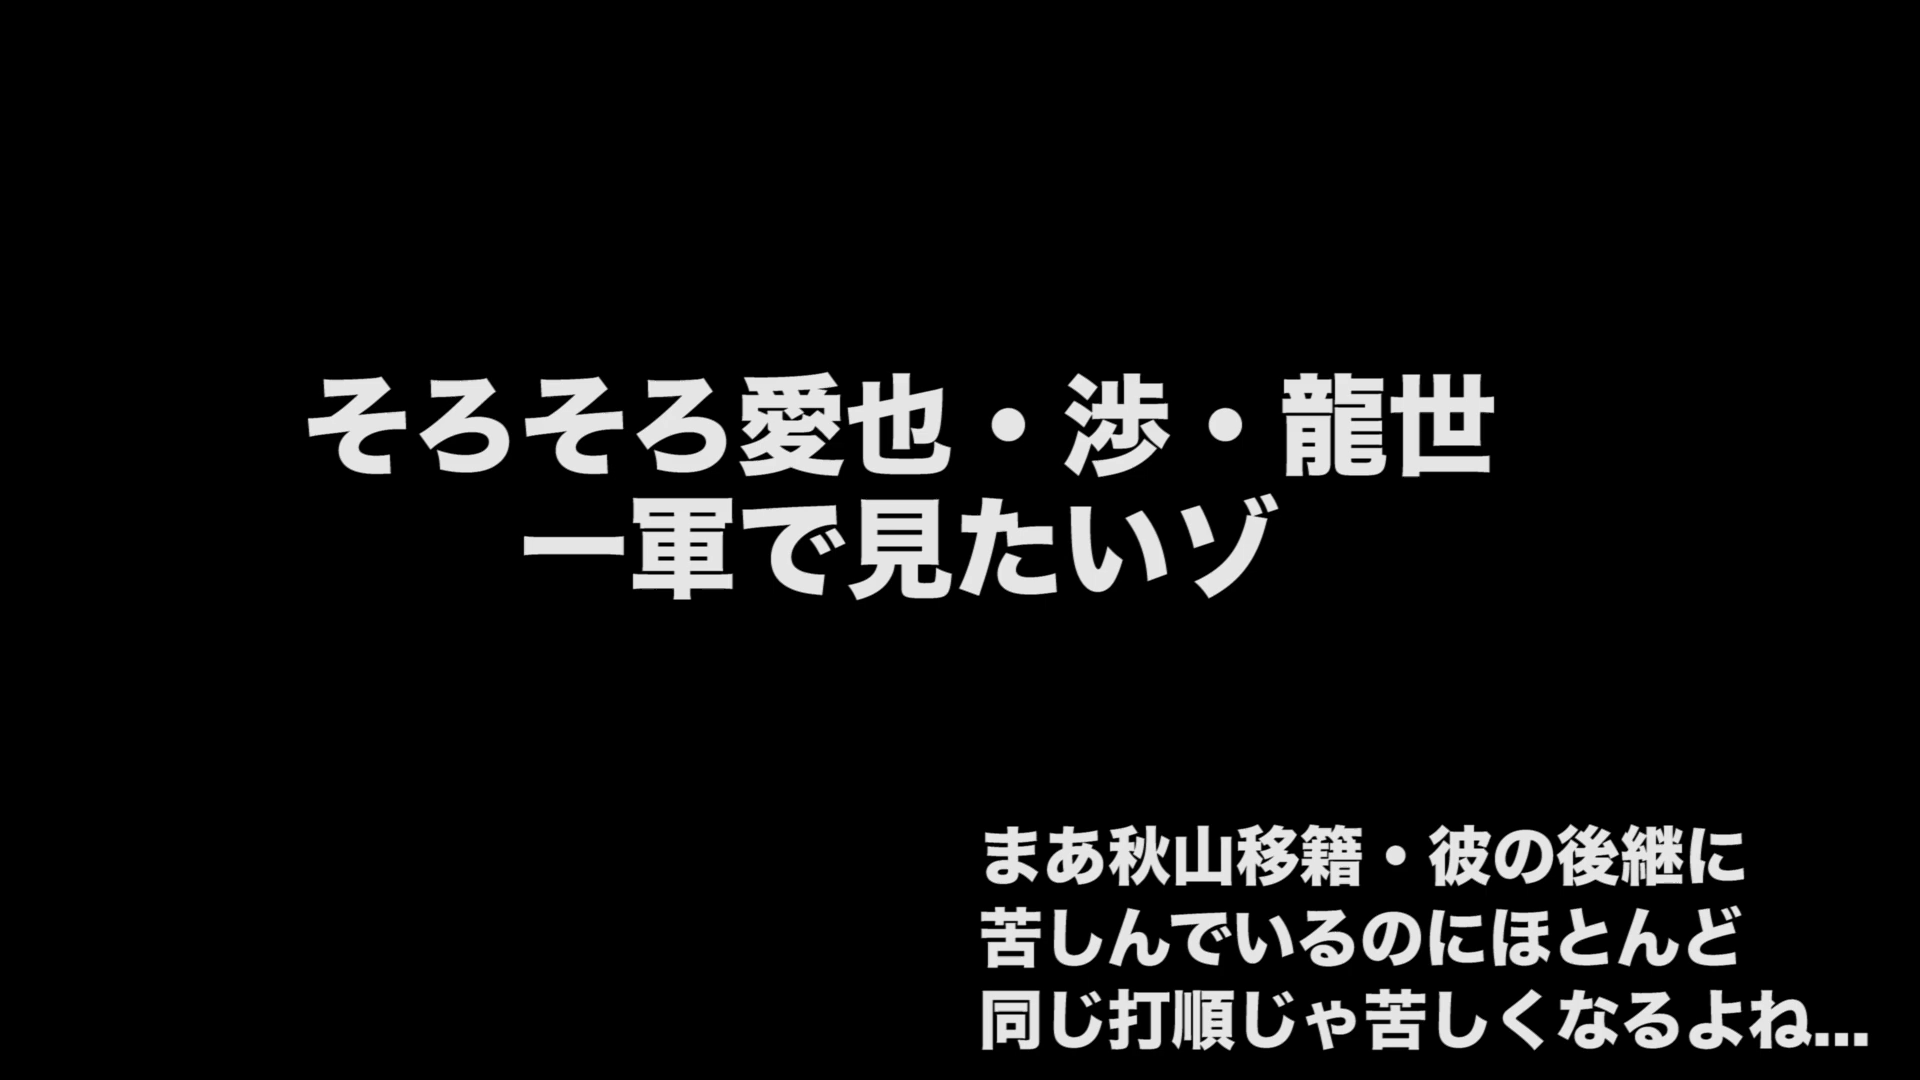 そろそろ愛也・渉・龍世
一軍で見たいゾ
まあ秋山移籍・彼の後継に
苦しんでいるのにほとんど
同じ打順じゃ苦しくなるよね...